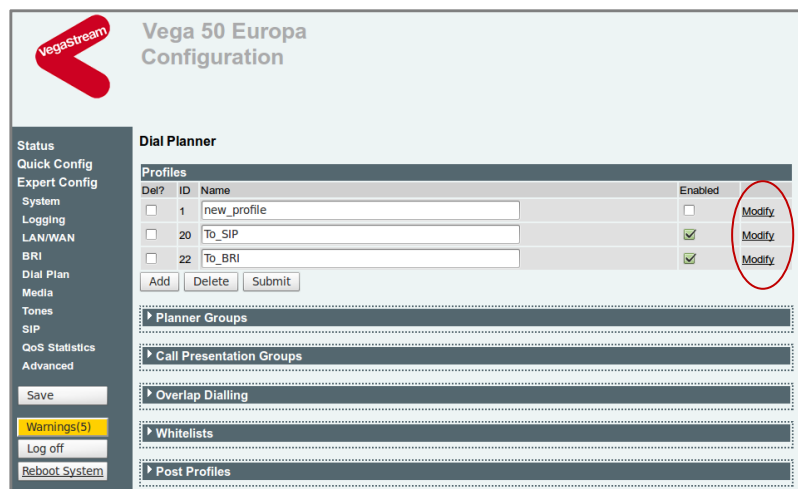 VegaStream
Vega 50 Europa
Configuration
Status
Quick Config
Expert Config
System
Logging
LAN/WAN
BRI
Dial Plan
Media
Tones
SIP
QoS Statistics
Advanced
Save
Warnings(5)
Log off
Reboot System
Dial Planner
Profiles
Del? ID Name Enabled
1 new_profile Modify
20 To_SIP Modify
22 To_BRI Modify
Add Delete Submit
Planner Groups
Call Presentation Groups
Overlap Dialling
Whitelists
Post Profiles